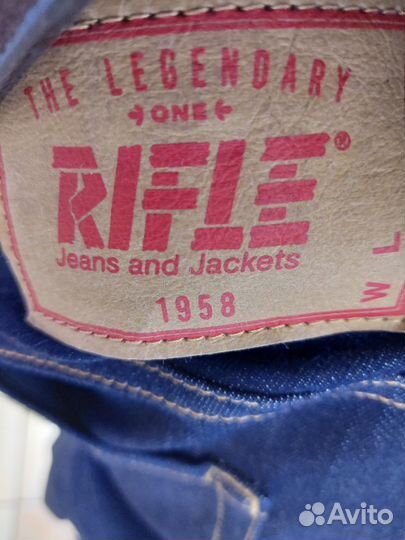 THE LEGENDARY
ONE
RIFLE®
Jeans and Jackets
1958
W L
Avito